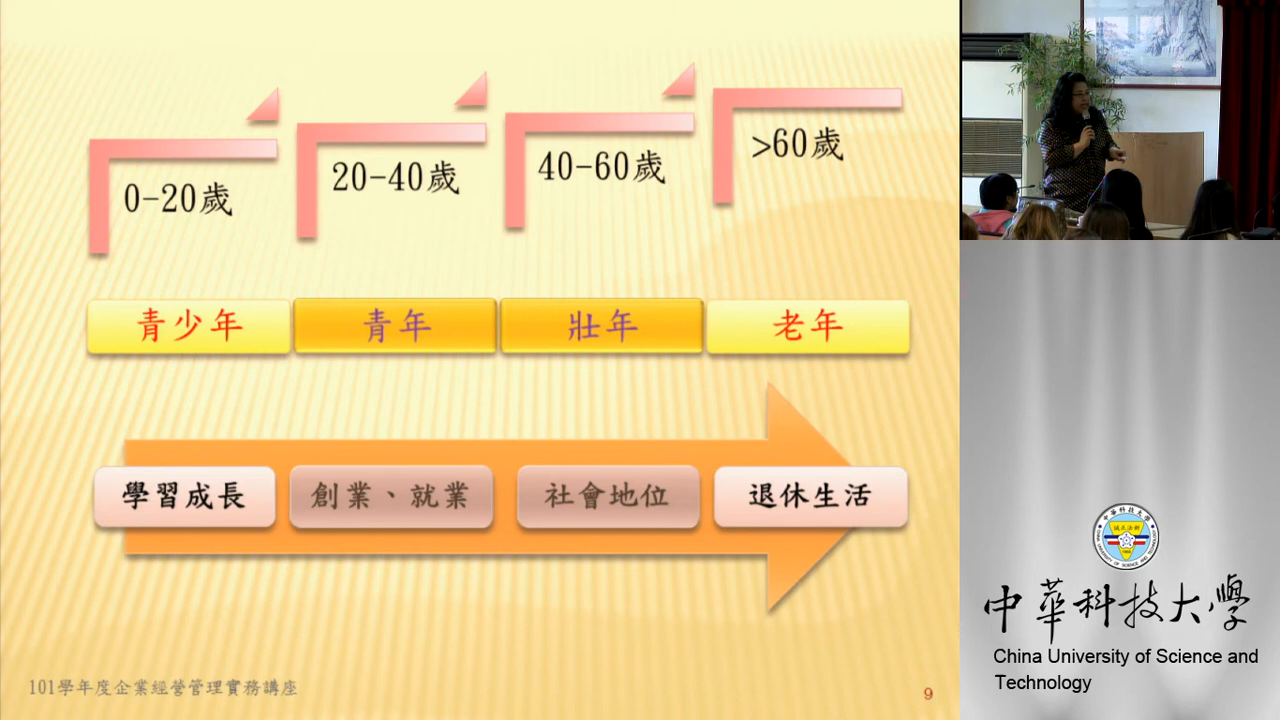 0-20歲
20-40歲
40-60歲
>60歲
青少年
青年
壯年
老年
學習成長
創業、就業
社會地位
退休生活
101學年度企業經營管理實務講座
9
中華科技大學
China University of Science and
Technology